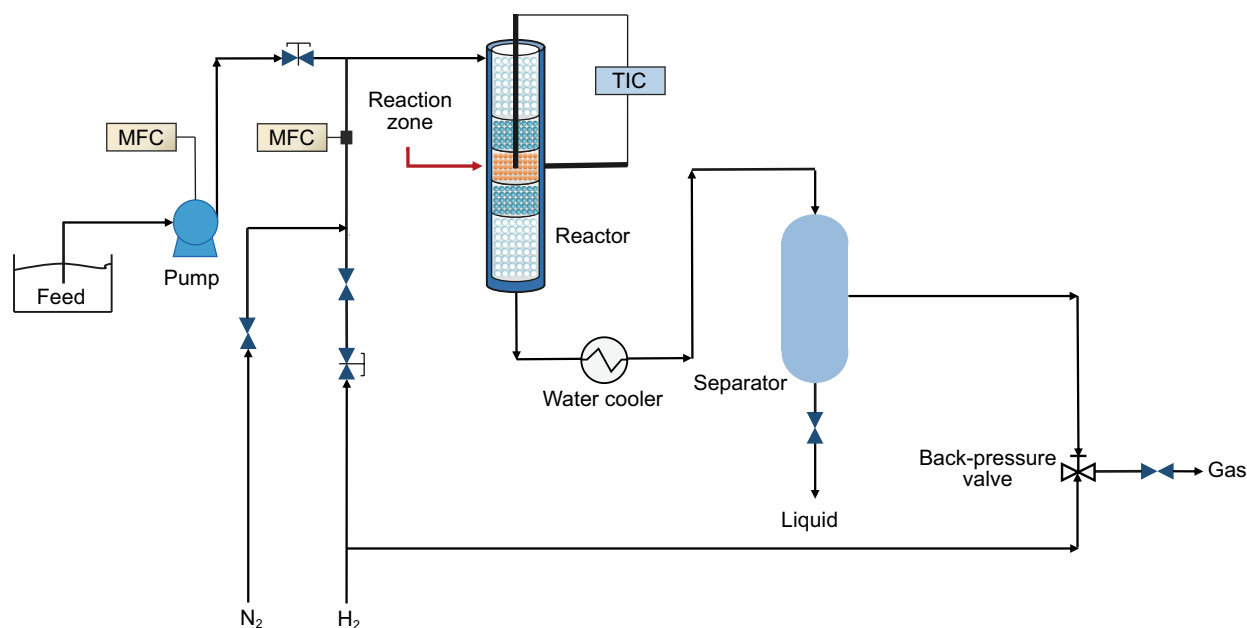 TIC
Reaction
zone
MFC
MFC
Reactor
Pump
Feed
Water cooler
Separator
Back-pressure
valve
Gas
Liquid
N₂
H₂